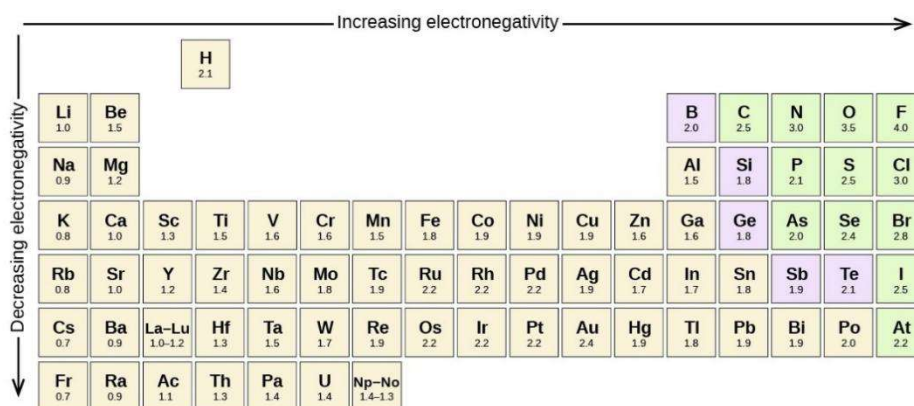 Increasing electronegativity
Decreasing electronegativity
H
2.1
Li Be B C N O F
1.0 1.5 2.0 2.5 3.0 3.5 4.0
Na Mg Al Si P S Cl
0.9 1.2 1.5 1.8 2.1 2.5 3.0
K Ca Sc Ti V Cr Mn Fe Co Ni Cu Zn Ga Ge As Se Br
0.8 1.0 1.3 1.5 1.6 1.6 1.5 1.8 1.9 1.9 1.9 1.6 1.6 1.8 2.0 2.4 2.8
Rb Sr Y Zr Nb Mo Tc Ru Rh Pd Ag Cd In Sn Sb Te I
0.8 1.0 1.2 1.4 1.6 1.8 1.9 2.2 2.2 2.2 1.9 1.7 1.7 1.8 1.9 2.1 2.5
Cs Ba La–Lu Hf Ta W Re Os Ir Pt Au Hg Tl Pb Bi Po At
0.7 0.9 1.0–1.2 1.3 1.5 1.7 1.9 2.2 2.2 2.2 2.4 1.9 1.8 1.9 1.9 2.0 2.2
Fr Ra Ac Th Pa U Np–No
0.7 0.9 1.1 1.3 1.4 1.4 1.4–1.3